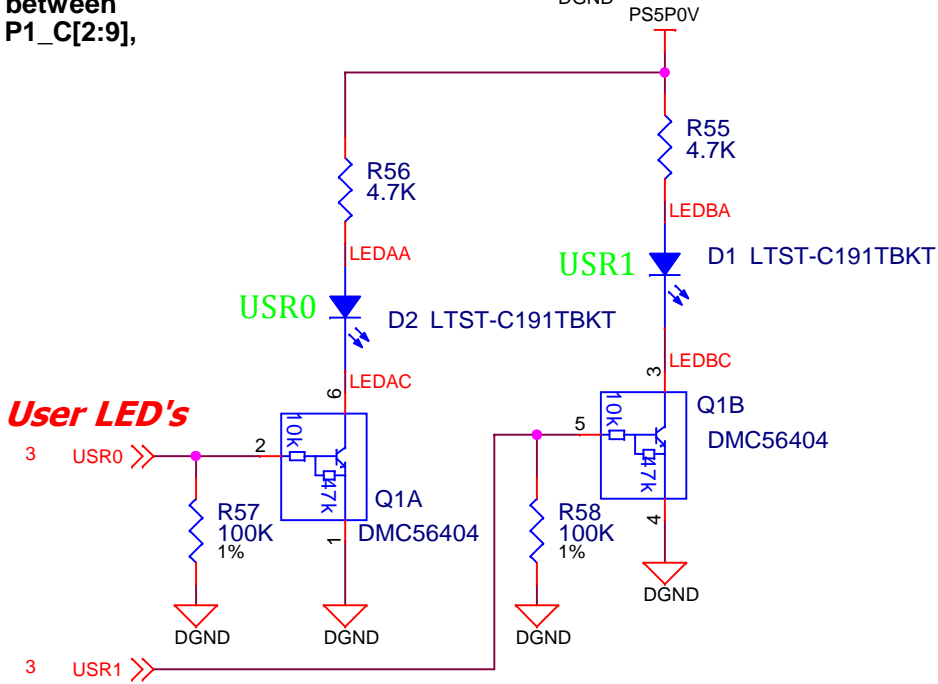 between
P1_C[2:9],
DGND
PS5P0V
R55
4.7K
R56
4.7K
LEDBA
LEDAA
USR1
D1 LTST-C191TBKT
USR0
D2 LTST-C191TBKT
LEDBC
3
LEDAC
6
User LED's
10k
Q1B
DMC56404
5
47k
3 USR0
2
10k
47k
Q1A
DMC56404
R57
100K
1%
R58
100K
1%
1
4
DGND
DGND
DGND
DGND
3 USR1